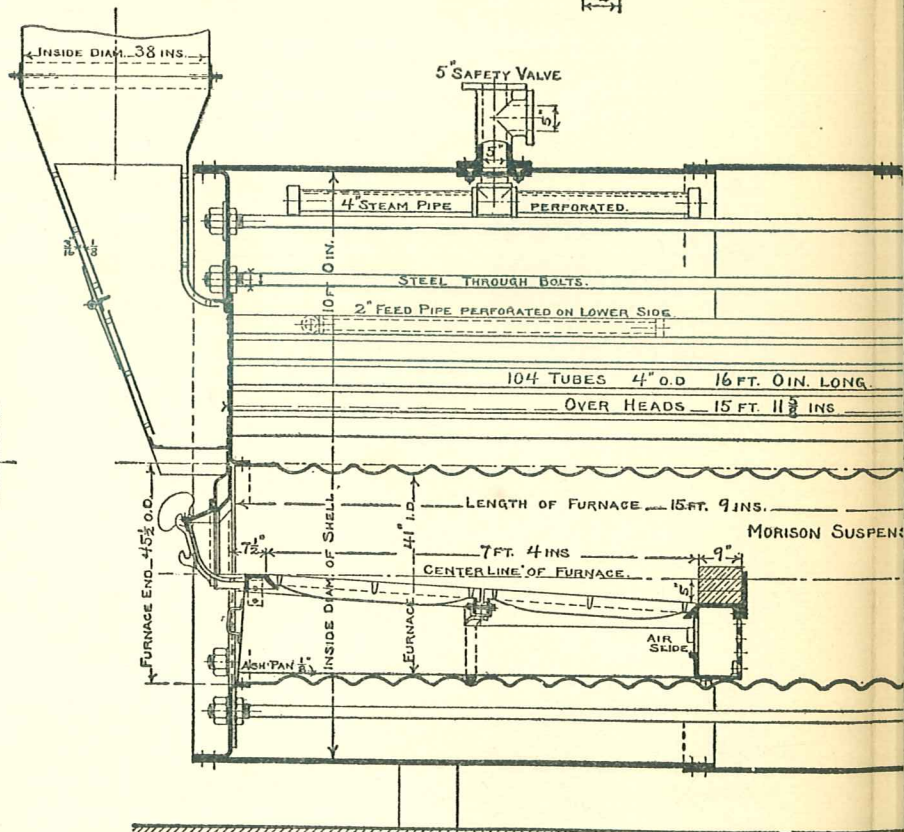 INSIDE DIAM. 38 INS.
5" SAFETY VALVE
5"
5"
4" STEAM PIPE PERFORATED.
STEEL THROUGH BOLTS.
2" FEED PIPE PERFORATED ON LOWER SIDE
104 TUBES 4" O.D 16 FT. 0 IN. LONG.
OVER HEADS 15 FT. 11 5/8 INS
LENGTH OF FURNACE 15 FT. 9 INS.
MORISON SUSPENS
7 1/2"
7 FT. 4 INS
9"
CENTER LINE OF FURNACE.
5"
FURNACE END 45 1/2 O.D.
INSIDE DIAM OF SHELL, 10 FT 0 IN.
FURNACE 41" I.D.
AIR
SLIDE
ASH PAN